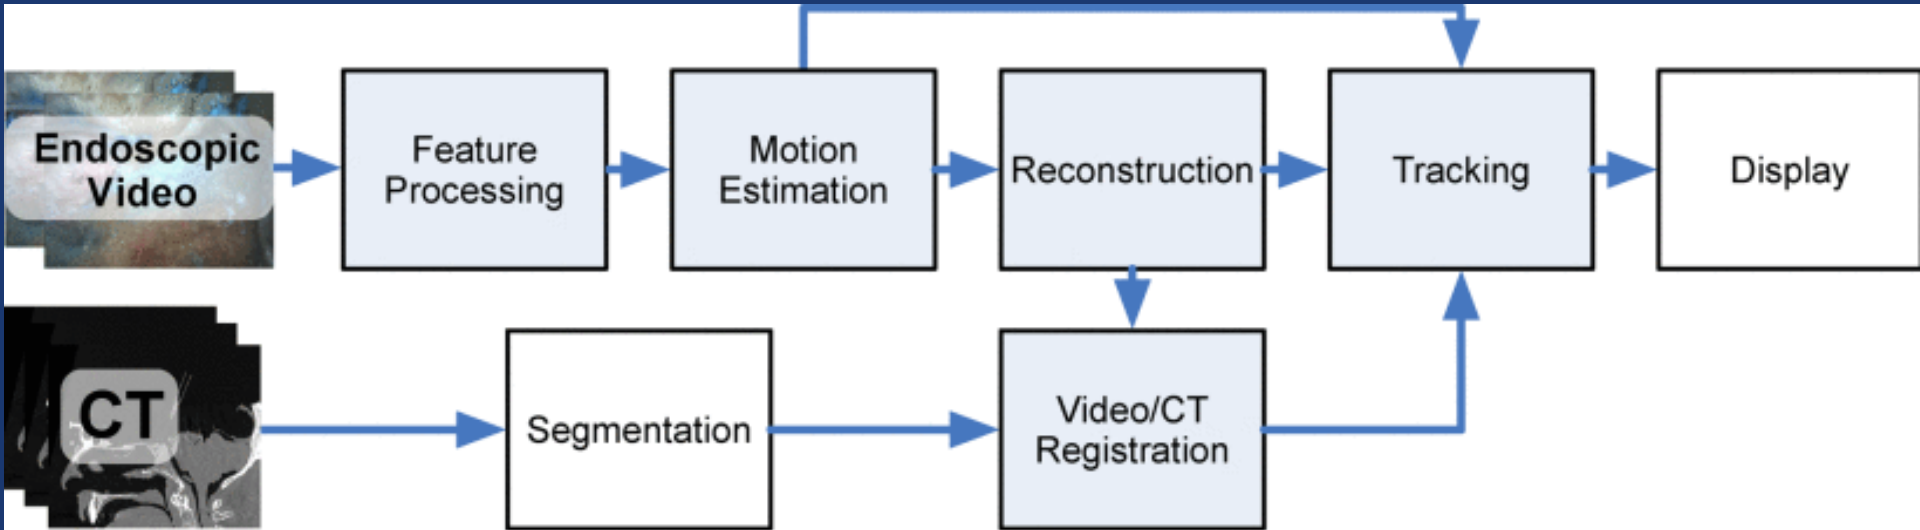 Endoscopic
Video
Feature
Processing
Motion
Estimation
Reconstruction
Tracking
Display
CT
Segmentation
Video/CT
Registration